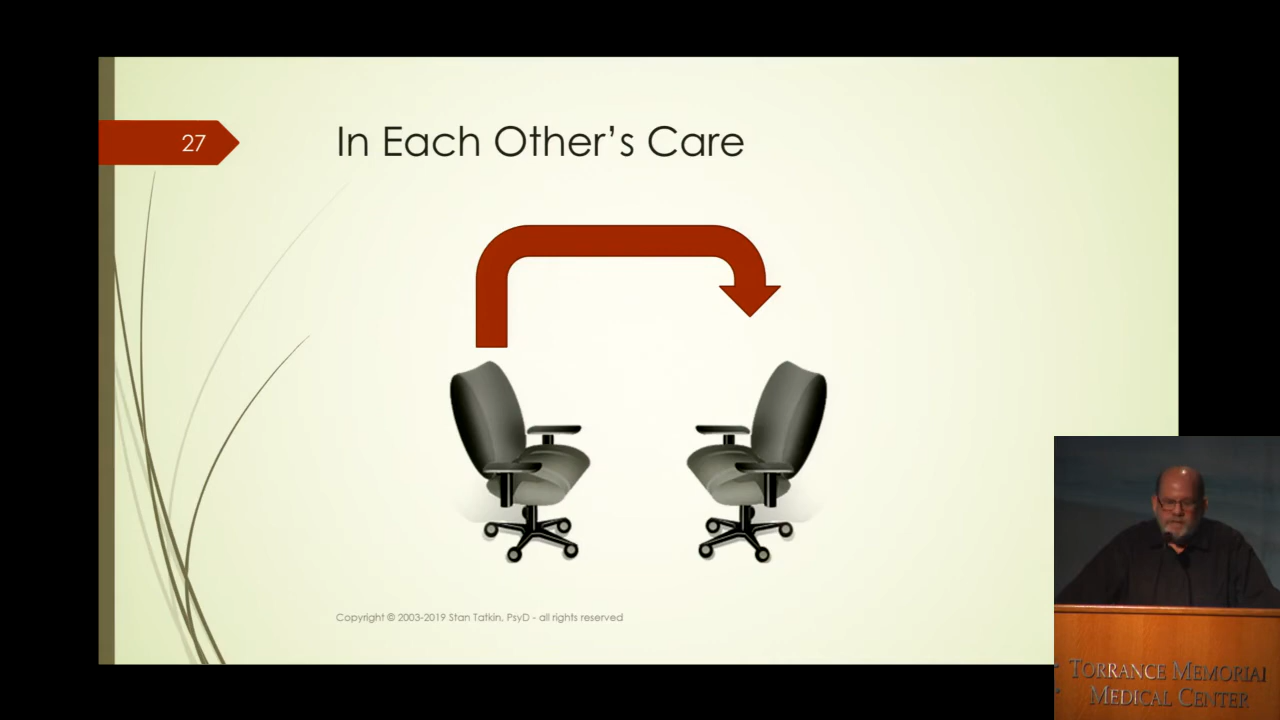 27
In Each Other’s Care
Copyright © 2003-2019 Stan Tatkin, PsyD - all rights reserved
TORRANCE MEMORIAL
MEDICAL CENTER